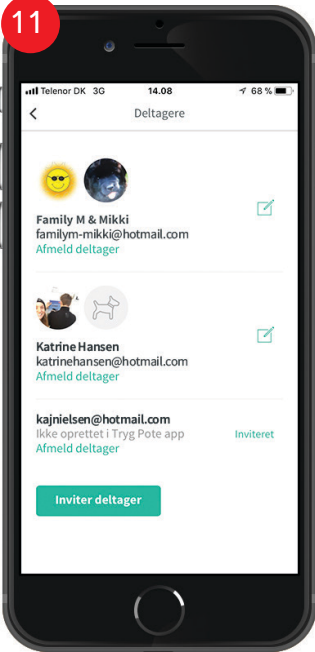 11
Telenor DK 3G 14.08 68 %
Deltagere
Family M & Mikki
familym-mikki@hotmail.com
Afmeld deltager
Katrine Hansen
katrinehansen@hotmail.com
Afmeld deltager
kajnielsen@hotmail.com
Ikke oprettet i Tryg Pote app Inviteret
Afmeld deltager
Inviter deltager